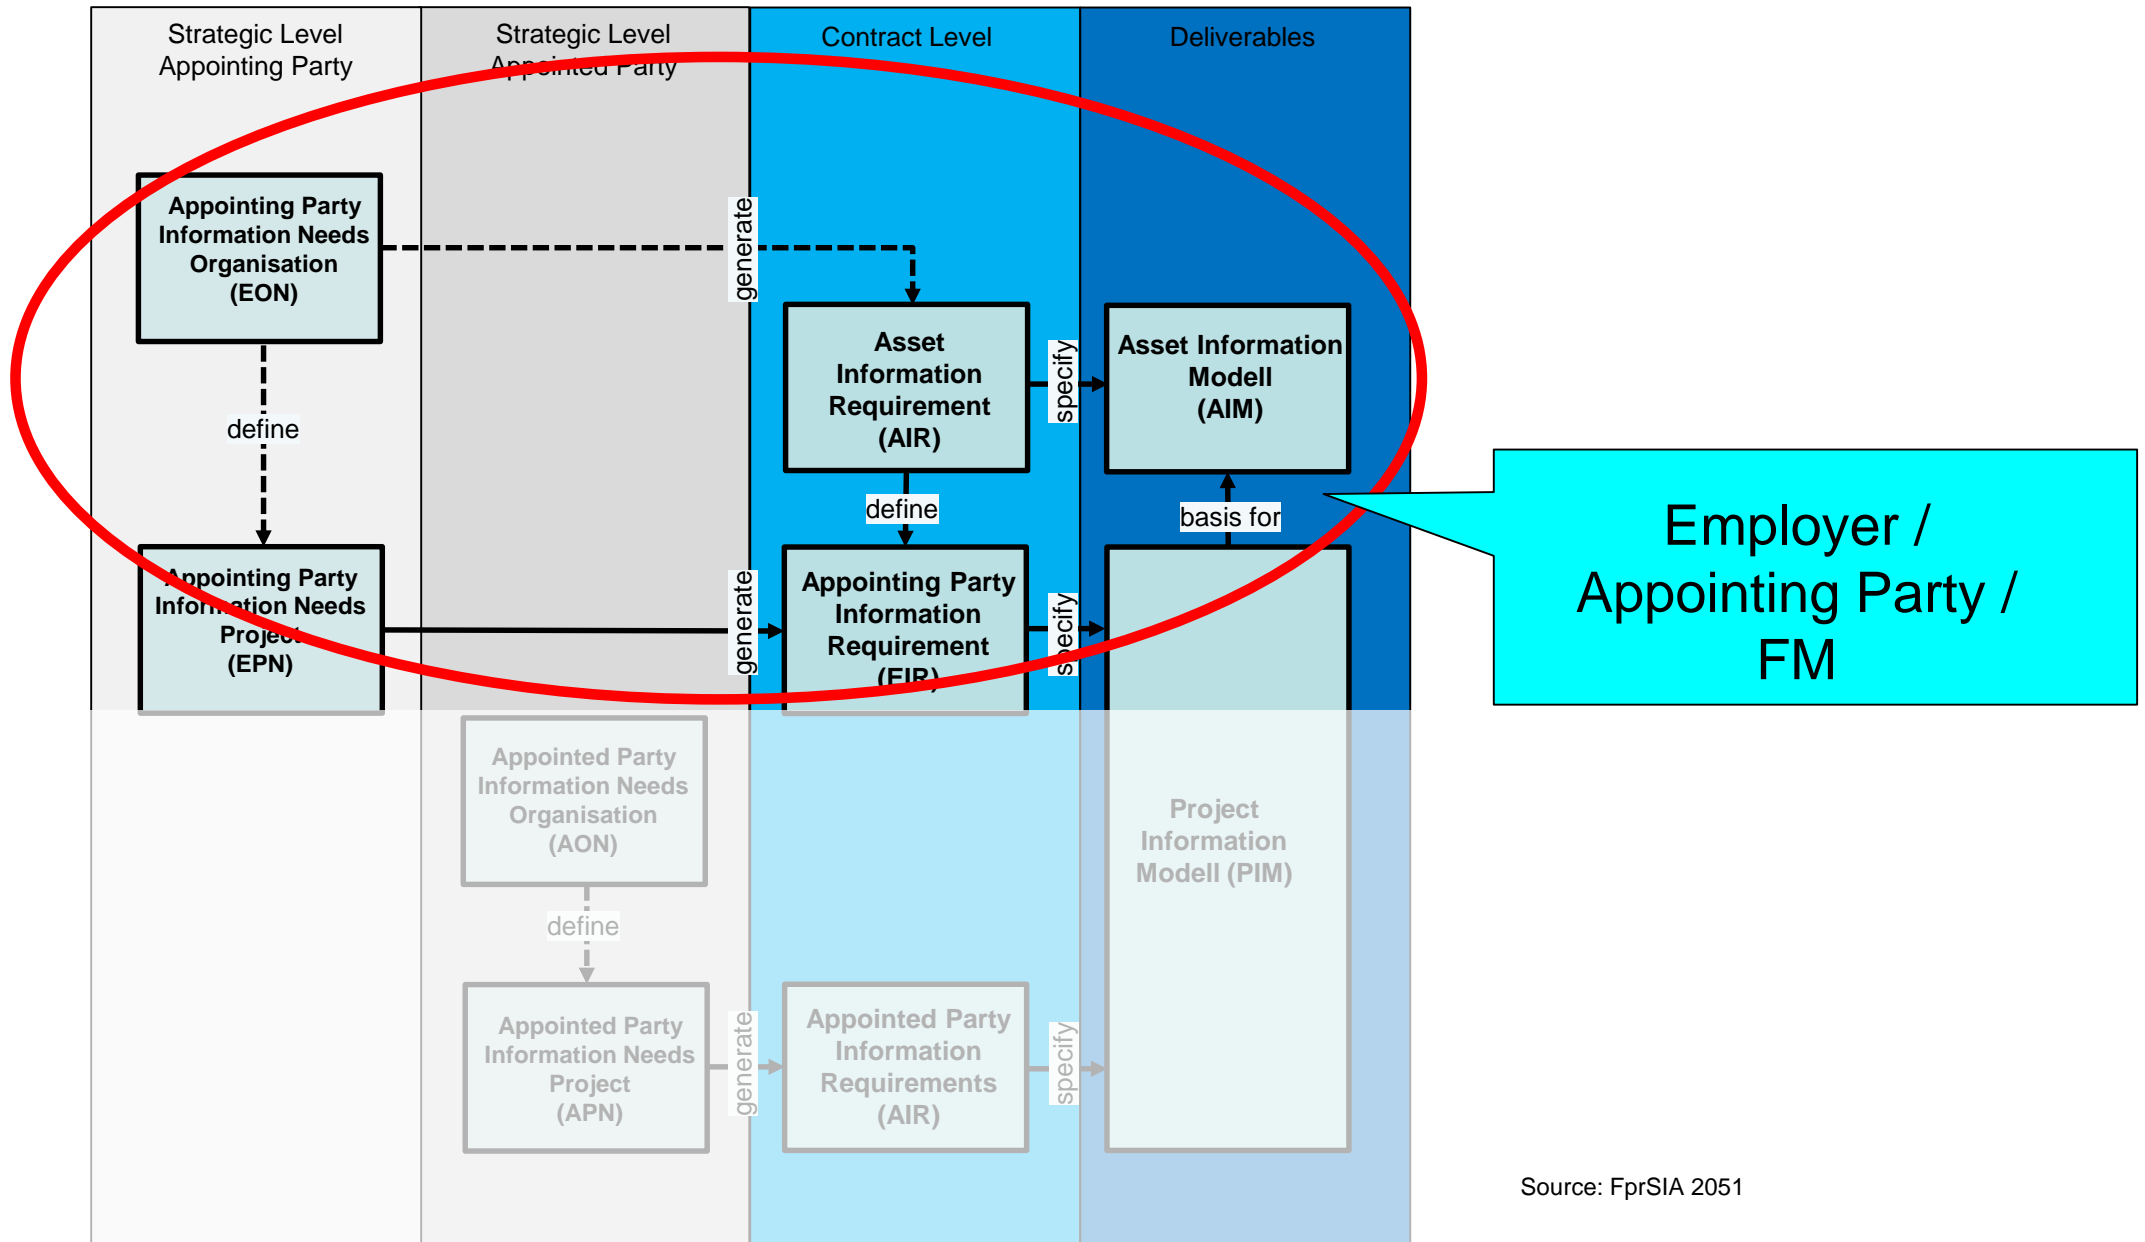 Strategic Level
Appointing Party
Strategic Level
Appointed Party
Contract Level
Deliverables
Appointing Party
Information Needs
Organisation
(EON)
generate
Asset
Information
Requirement
(AIR)
specify
Asset Information
Modell
(AIM)
define
define
basis for
Employer /
Appointing Party /
FM
Appointing Party
Information Needs
Project
(EPN)
generate
Appointing Party
Information
Requirement
(EIR)
specify
Appointed Party
Information Needs
Organisation
(AON)
Project
Information
Modell (PIM)
define
Appointed Party
Information Needs
Project
(APN)
generate
Appointed Party
Information
Requirements
(AIR)
specify
Source: FprSIA 2051